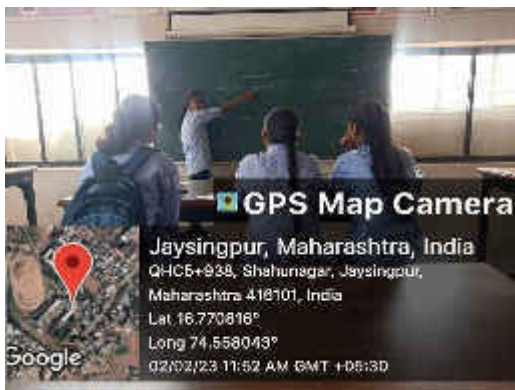 GPS Map Camera
Jaysingpur, Maharashtra, India
QHC5+938, Shahunagar, Jaysingpur,
Maharashtra 416101, India
Lat 16.770816°
Long 74.558043°
02/02/23 11:52 AM GMT +05:30
Google